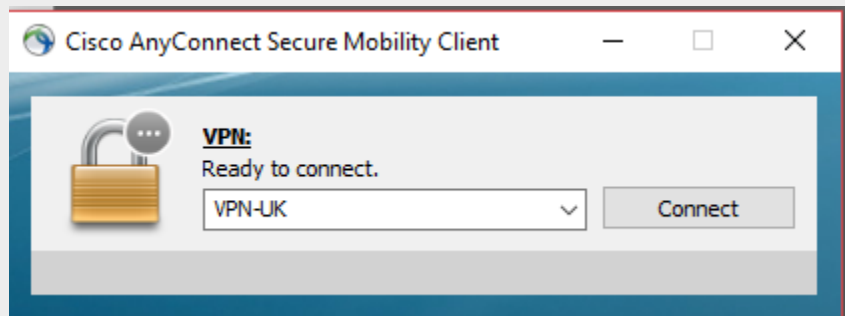 Cisco AnyConnect Secure Mobility Client
VPN:
Ready to connect.
VPN-UK
Connect